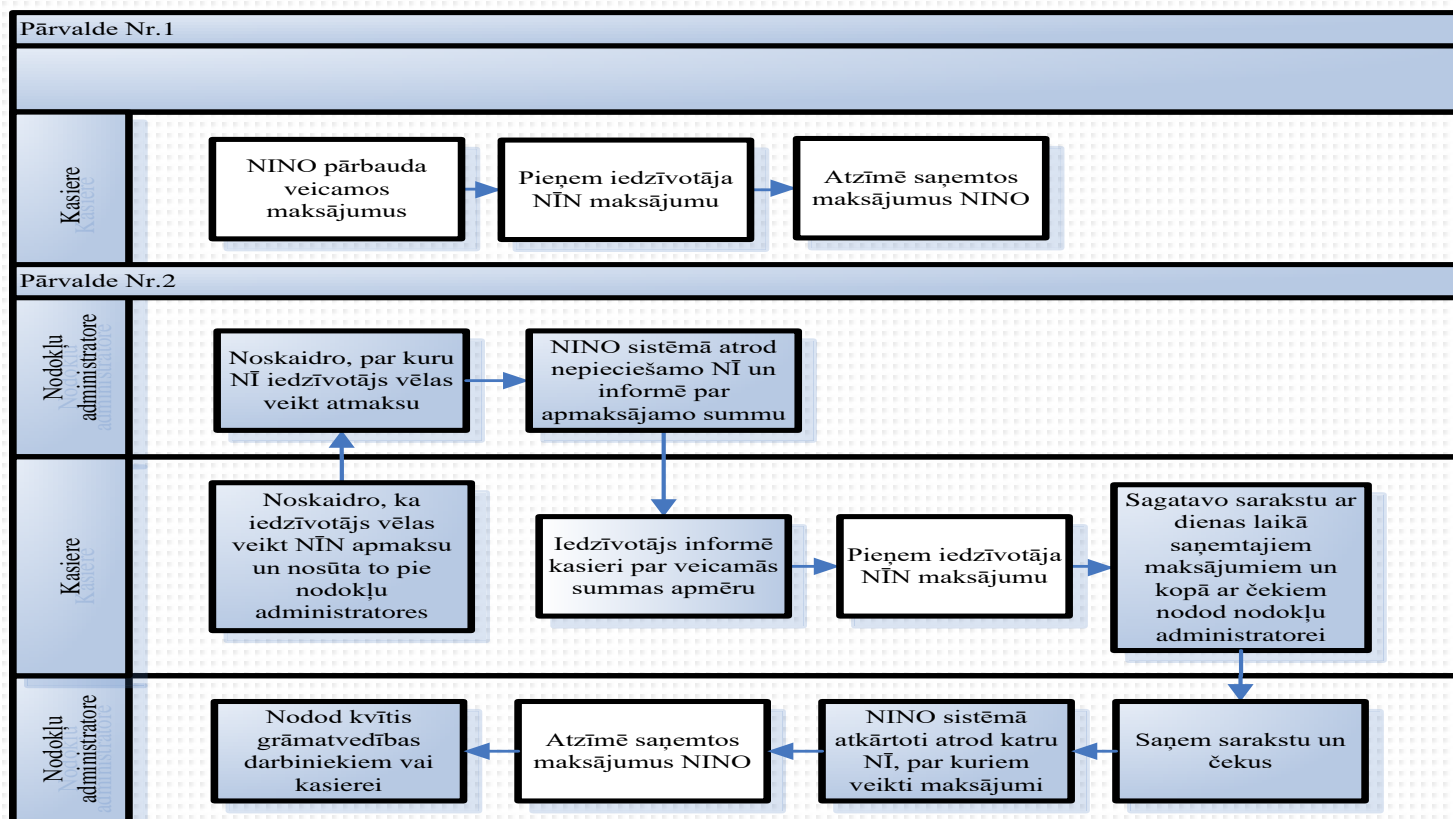 Pārvalde Nr.1
Kasiere
NINO pārbauda
veicamos
maksājumus
Pieņem iedzīvotāja
NĪN maksājumu
Atzīmē saņemtos
maksājumus NINO
Pārvalde Nr.2
Nodokļu
administratore
Noskaidro, par kuru
NĪ iedzīvotājs vēlas
veikt atmaksu
NINO sistēmā atrod
nepieciešamo NĪ un
informē par
apmaksājamo summu
Kasiere
Noskaidro, ka
iedzīvotājs vēlas
veikt NĪN apmaksu
un nosūta to pie
nodokļu
administratores
Iedzīvotājs informē
kasieri par veicamās
summas apmēru
Pieņem iedzīvotāja
NĪN maksājumu
Sagatavo sarakstu ar
dienas laikā
saņemtajiem
maksājumiem un
kopā ar čekiem
nodod nodokļu
administratorei
Nodokļu
administratore
Nodod kvītis
grāmatvedības
darbiniekiem vai
kasierei
Atzīmē saņemtos
maksājumus NINO
NINO sistēmā
atkārtoti atrod katru
NĪ, par kuriem
veikti maksājumi
Saņem sarakstu un
čekus